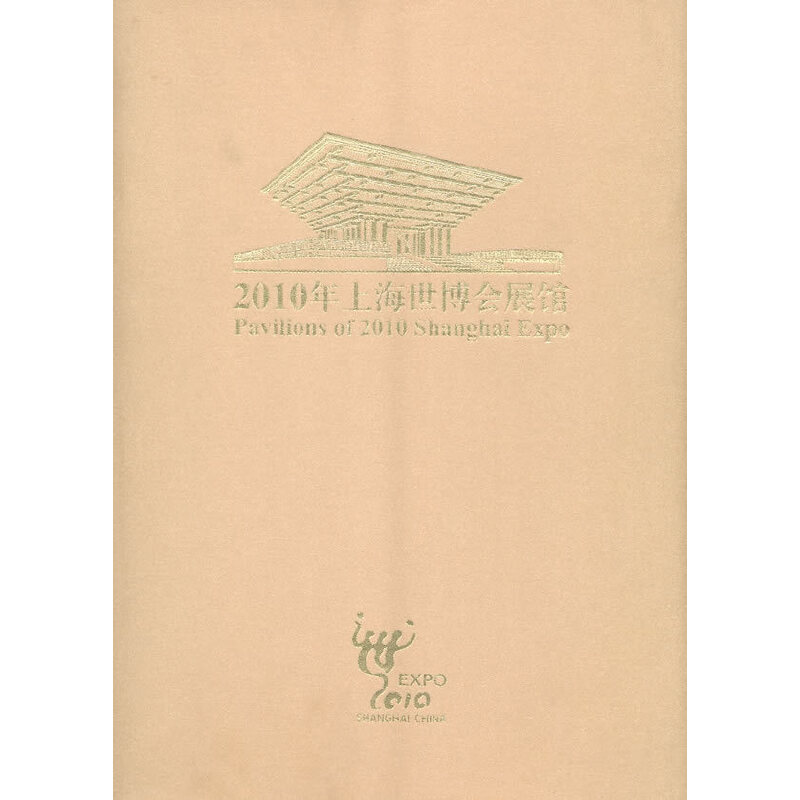 2010年上海世博会展馆
Pavilions of 2010 Shanghai Expo
EXPO
2010
SHANGHAI CHINA